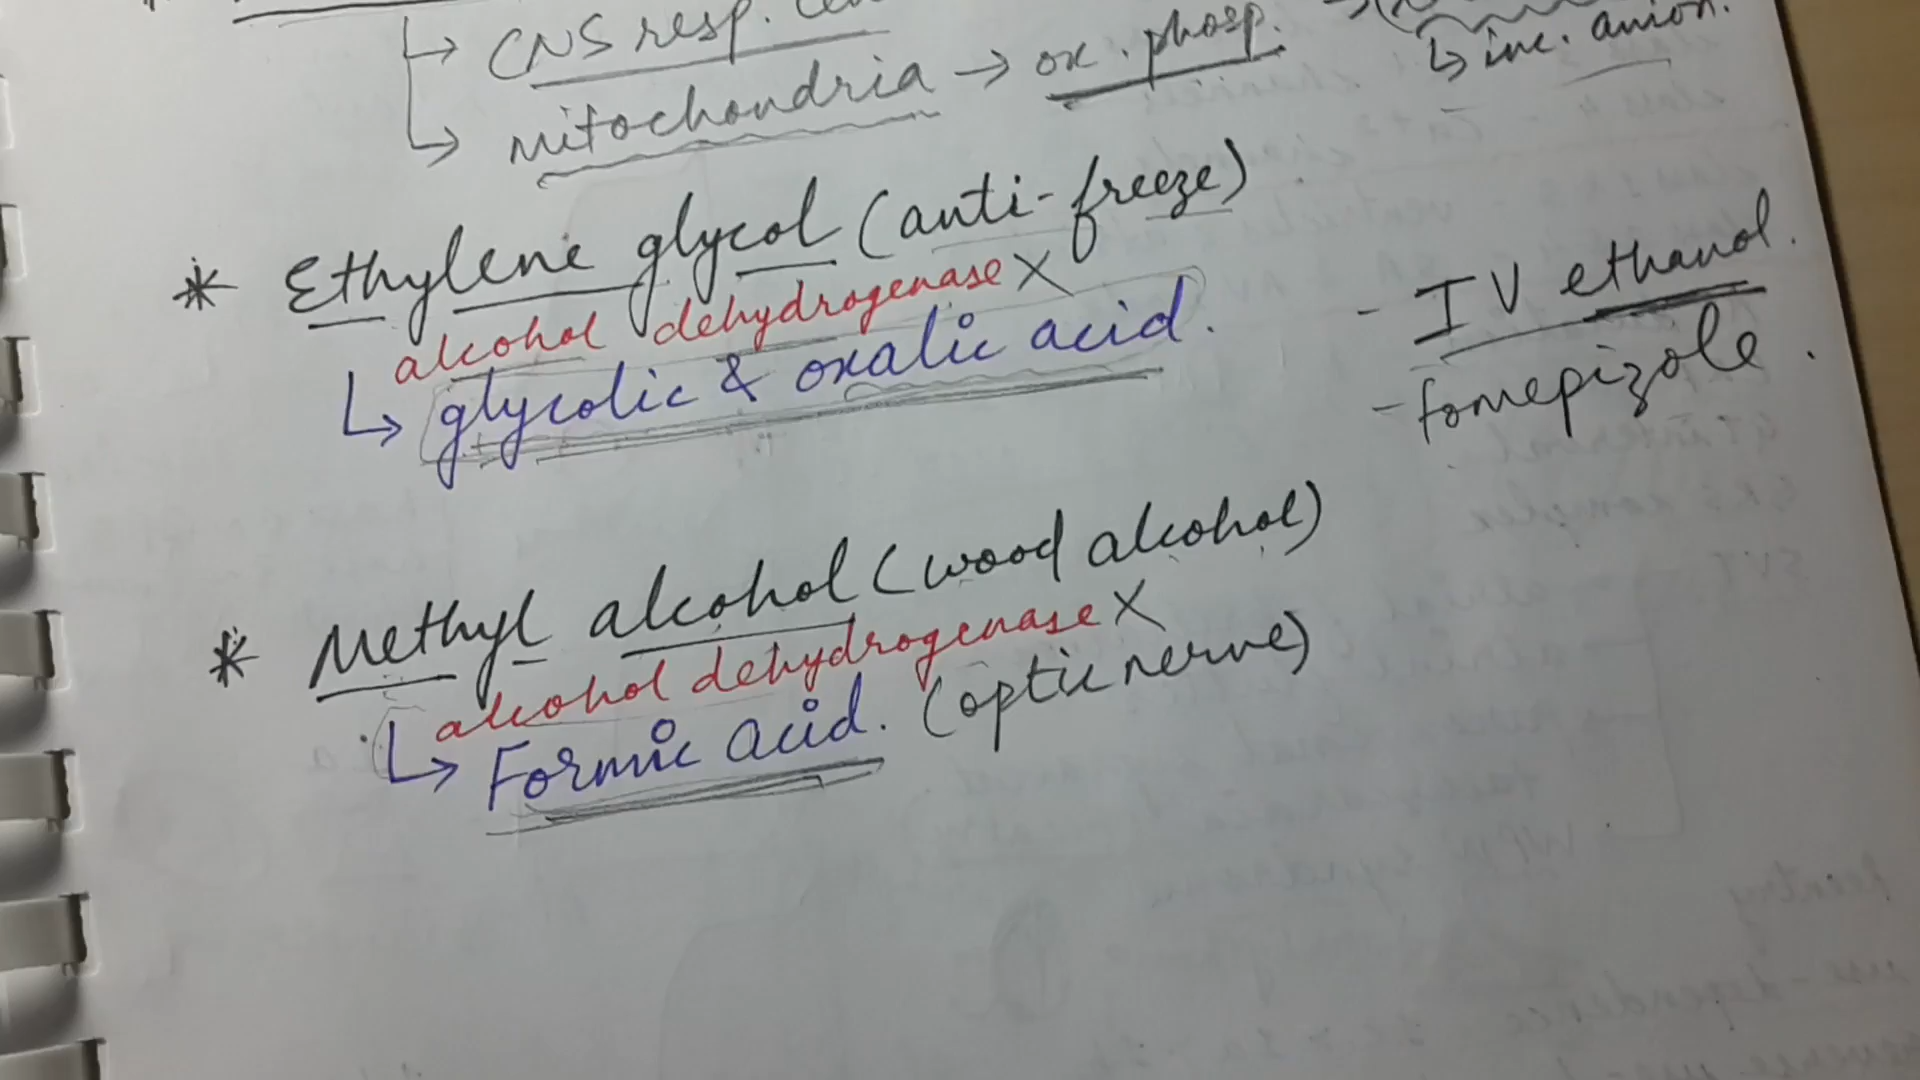 ↳ CNS resp.
↳ mitochondria → ox. phosp.
↳ inc. anion.
* Ethylene glycol (anti-freeze)
alcohol dehydrogenase X
↳ glycolic & oxalic acid.
- IV ethanol.
- fomepizole.
* Methyl alcohol (wood alcohol)
alcohol dehydrogenase X
↳ Formic acid. (optic nerve)